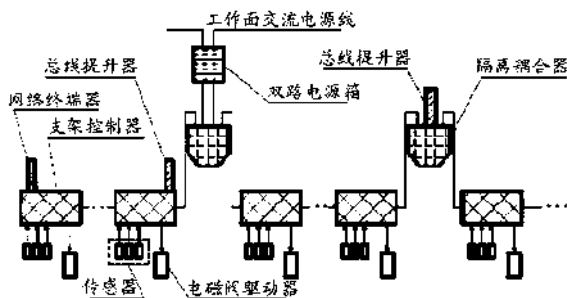 工作面交流电源线
总线提升器
总线提升器
隔离耦合器
双路电源箱
网络终端器
支架控制器
传感器
电磁阀驱动器